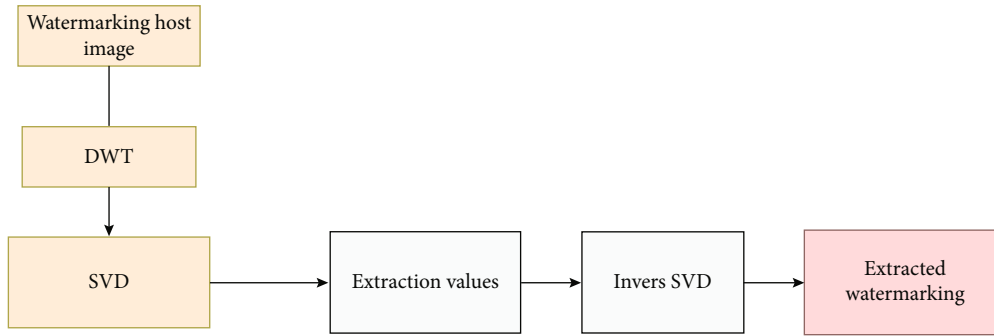 Watermarking host
image
DWT
SVD
Extraction values
Invers SVD
Extracted
watermarking